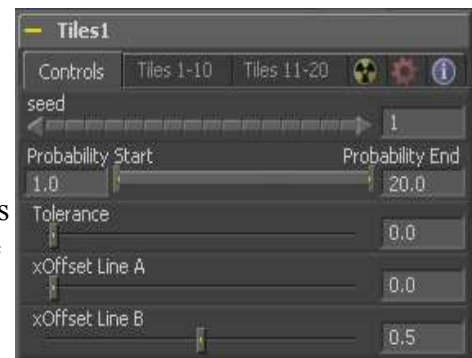 Tiles1
Controls Tiles 1-10 Tiles 11-20
seed
1
Probability Start Probability End
1.0 20.0
Tolerance
0.0
xOffset Line A
0.0
xOffset Line B
0.5